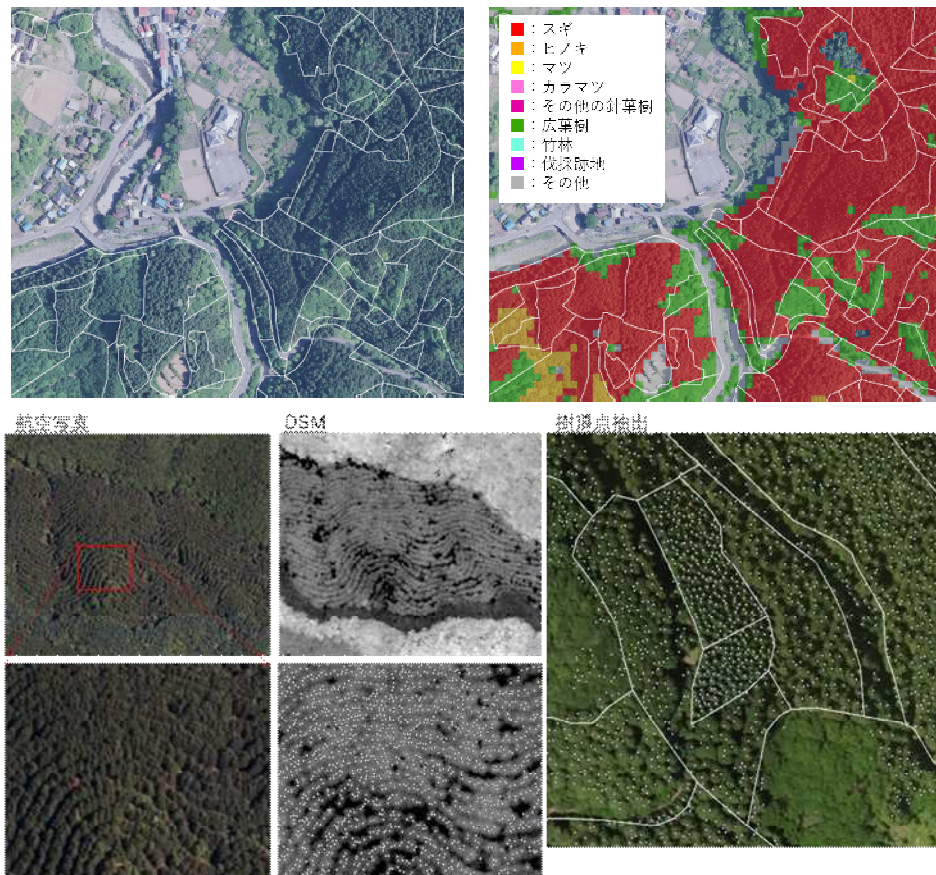 ：スギ
：ヒノキ
：マツ
：カラマツ
：その他の針葉樹
：広葉樹
：竹林
：伐採跡地
：その他
航空写真
DSM
樹頂点抽出